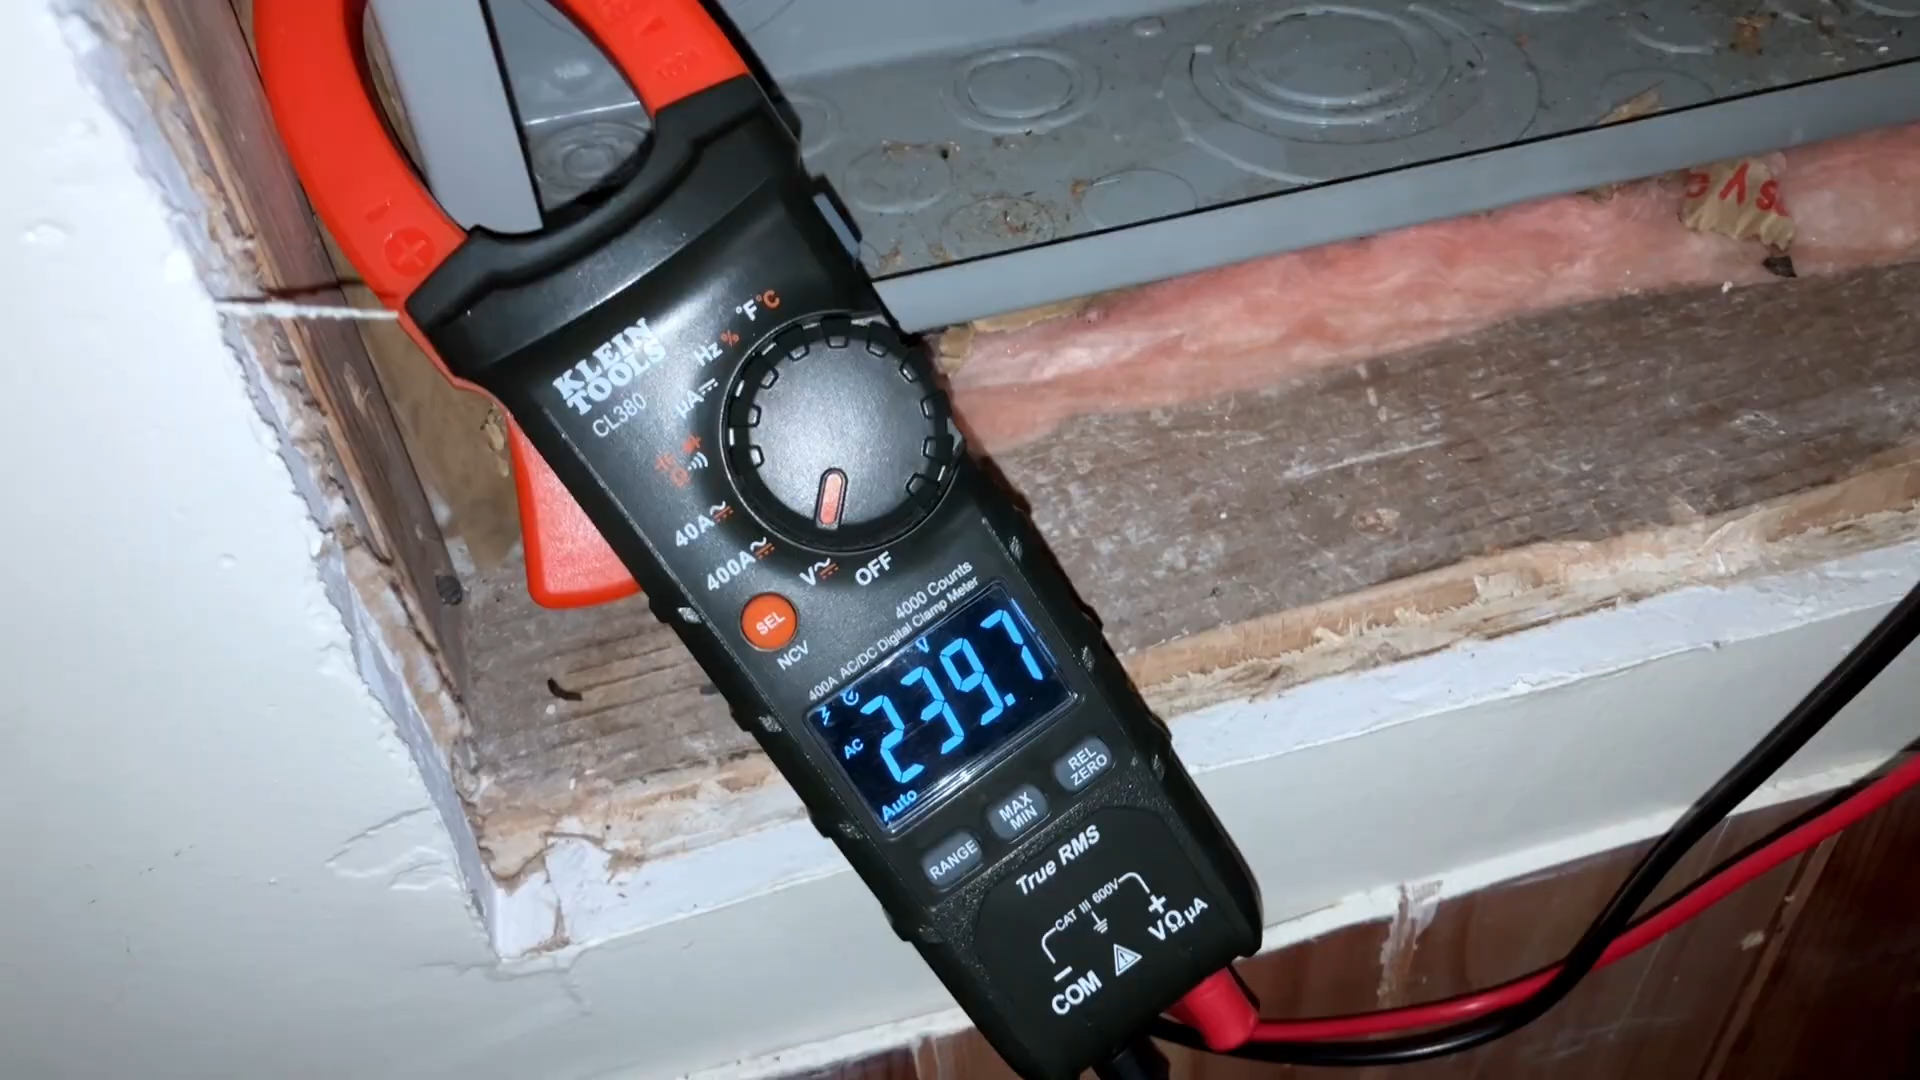 °F°C
Hz %
µA
KLEIN
TOOLS
CL380
40A
400A
V
OFF
SEL
NCV
4000 Counts
400A AC/DC Digital Clamp Meter
V
AC
239.7
Auto
RANGE
MAX
MIN
REL
ZERO
True RMS
CAT III 600V
+
VΩµA
−
COM